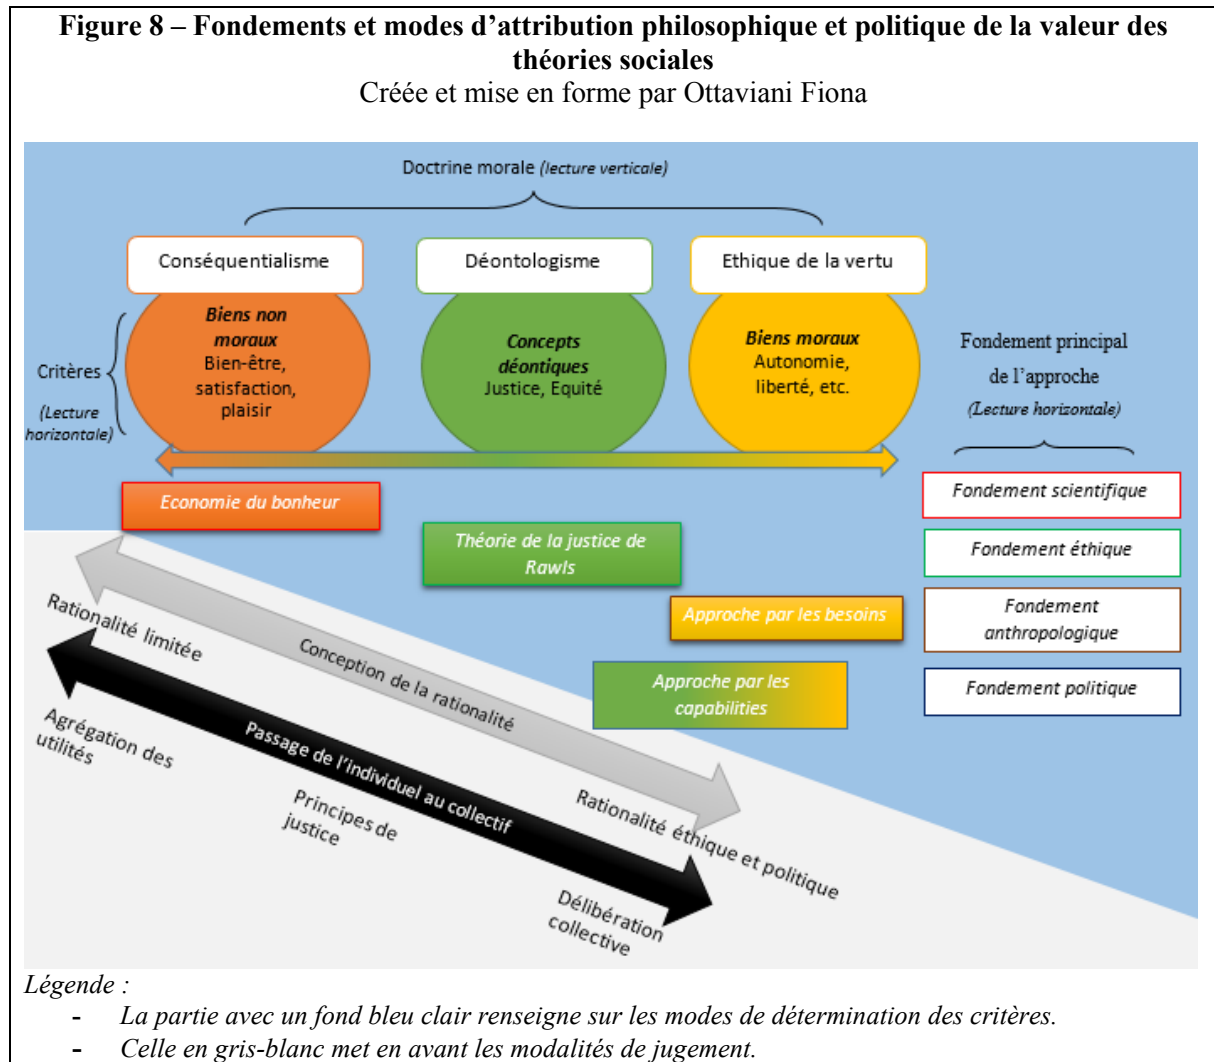 Figure 8 – Fondements et modes d’attribution philosophique et politique de la valeur des
théories sociales
Créée et mise en forme par Ottaviani Fiona
Doctrine morale (lecture verticale)
Conséquentialisme
Déontologisme
Ethique de la vertu
Critères
(Lecture
horizontale)
Biens non
moraux
Bien-être,
satisfaction,
plaisir
Concepts
déontiques
Justice, Equité
Biens moraux
Autonomie,
liberté, etc.
Fondement principal
de l’approche
(Lecture horizontale)
Economie du bonheur
Fondement scientifique
Théorie de la justice de
Rawls
Fondement éthique
Approche par les besoins
Fondement
anthropologique
Approche par les
capabilities
Fondement politique
Rationalité limitée
Conception de la rationalité
Rationalité éthique et politique
Agrégation des
utilités
Passage de l’individuel au collectif
Principes de
justice
Délibération
collective
Légende :
- La partie avec un fond bleu clair renseigne sur les modes de détermination des critères.
- Celle en gris-blanc met en avant les modalités de jugement.